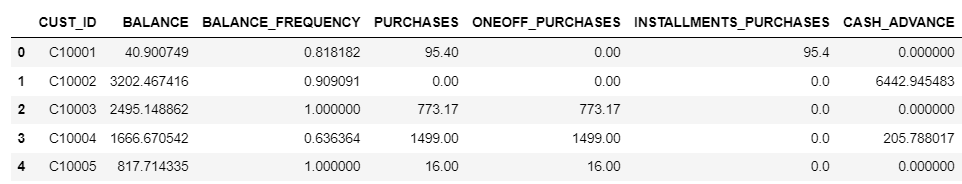 CUST_ID BALANCE BALANCE_FREQUENCY PURCHASES ONEOFF_PURCHASES INSTALLMENTS_PURCHASES CASH_ADVANCE
0 C10001 40.900749 0.818182 95.40 0.00 95.4 0.000000
1 C10002 3202.467416 0.909091 0.00 0.00 0.0 6442.945483
2 C10003 2495.148862 1.000000 773.17 773.17 0.0 0.000000
3 C10004 1666.670542 0.636364 1499.00 1499.00 0.0 205.788017
4 C10005 817.714335 1.000000 16.00 16.00 0.0 0.000000